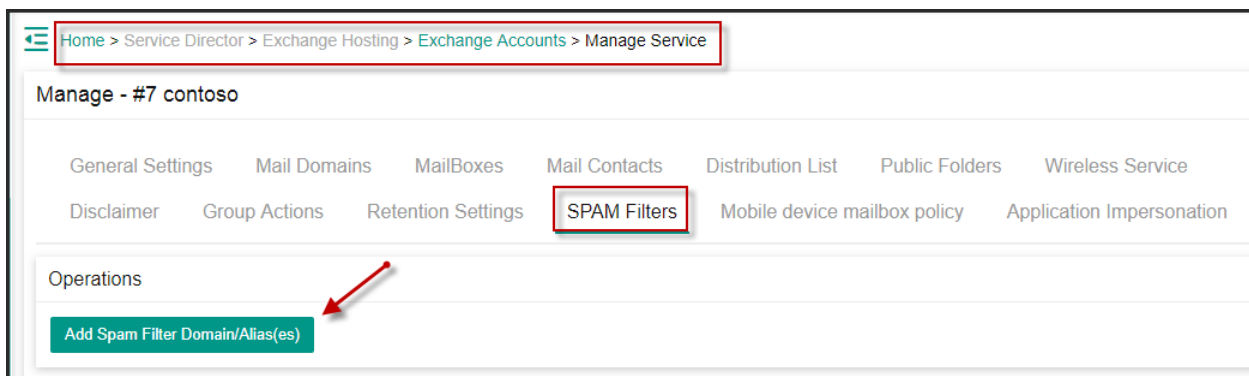 Home > Service Director > Exchange Hosting > Exchange Accounts > Manage Service
Manage - #7 contoso
General Settings Mail Domains MailBoxes Mail Contacts Distribution List Public Folders Wireless Service
Disclaimer Group Actions Retention Settings SPAM Filters Mobile device mailbox policy Application Impersonation
Operations
Add Spam Filter Domain/Alias(es)